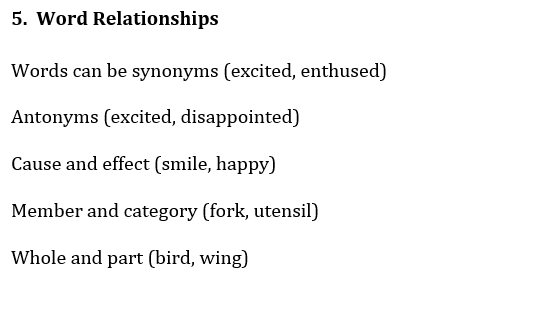 5. Word Relationships
Words can be synonyms (excited, enthused)
Antonyms (excited, disappointed)
Cause and effect (smile, happy)
Member and category (fork, utensil)
Whole and part (bird, wing)